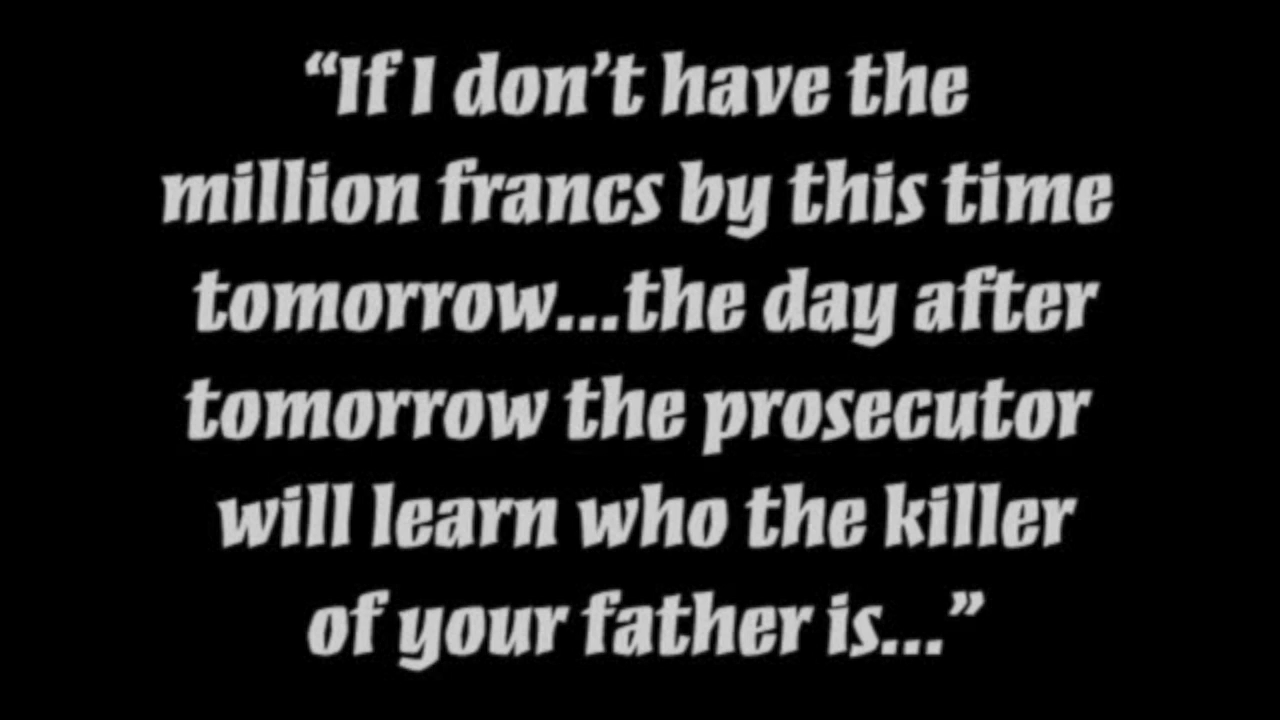 “If I don’t have the
million francs by this time
tomorrow...the day after
tomorrow the prosecutor
will learn who the killer
of your father is...”